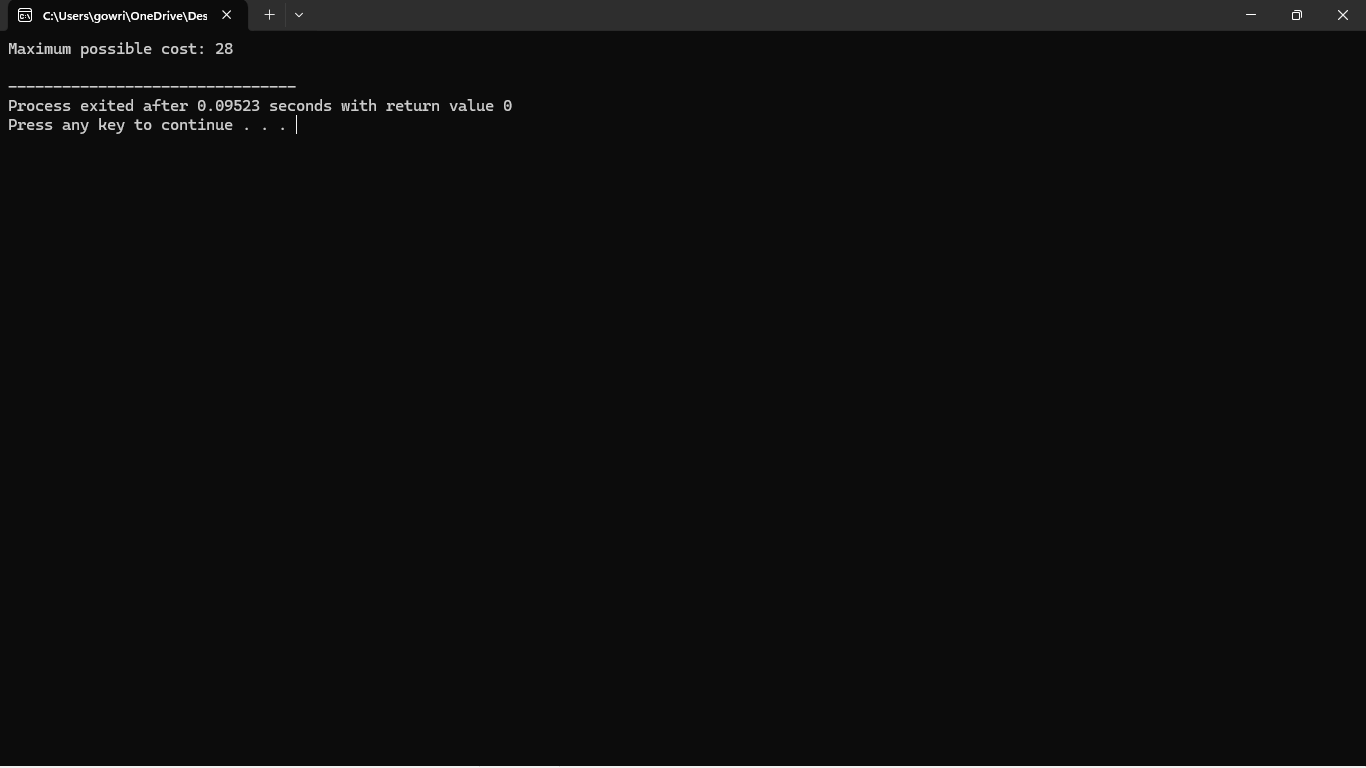 C:\Users\gowri\OneDrive\Des
Maximum possible cost: 28
--------------------------------
Process exited after 0.09523 seconds with return value 0
Press any key to continue . . .